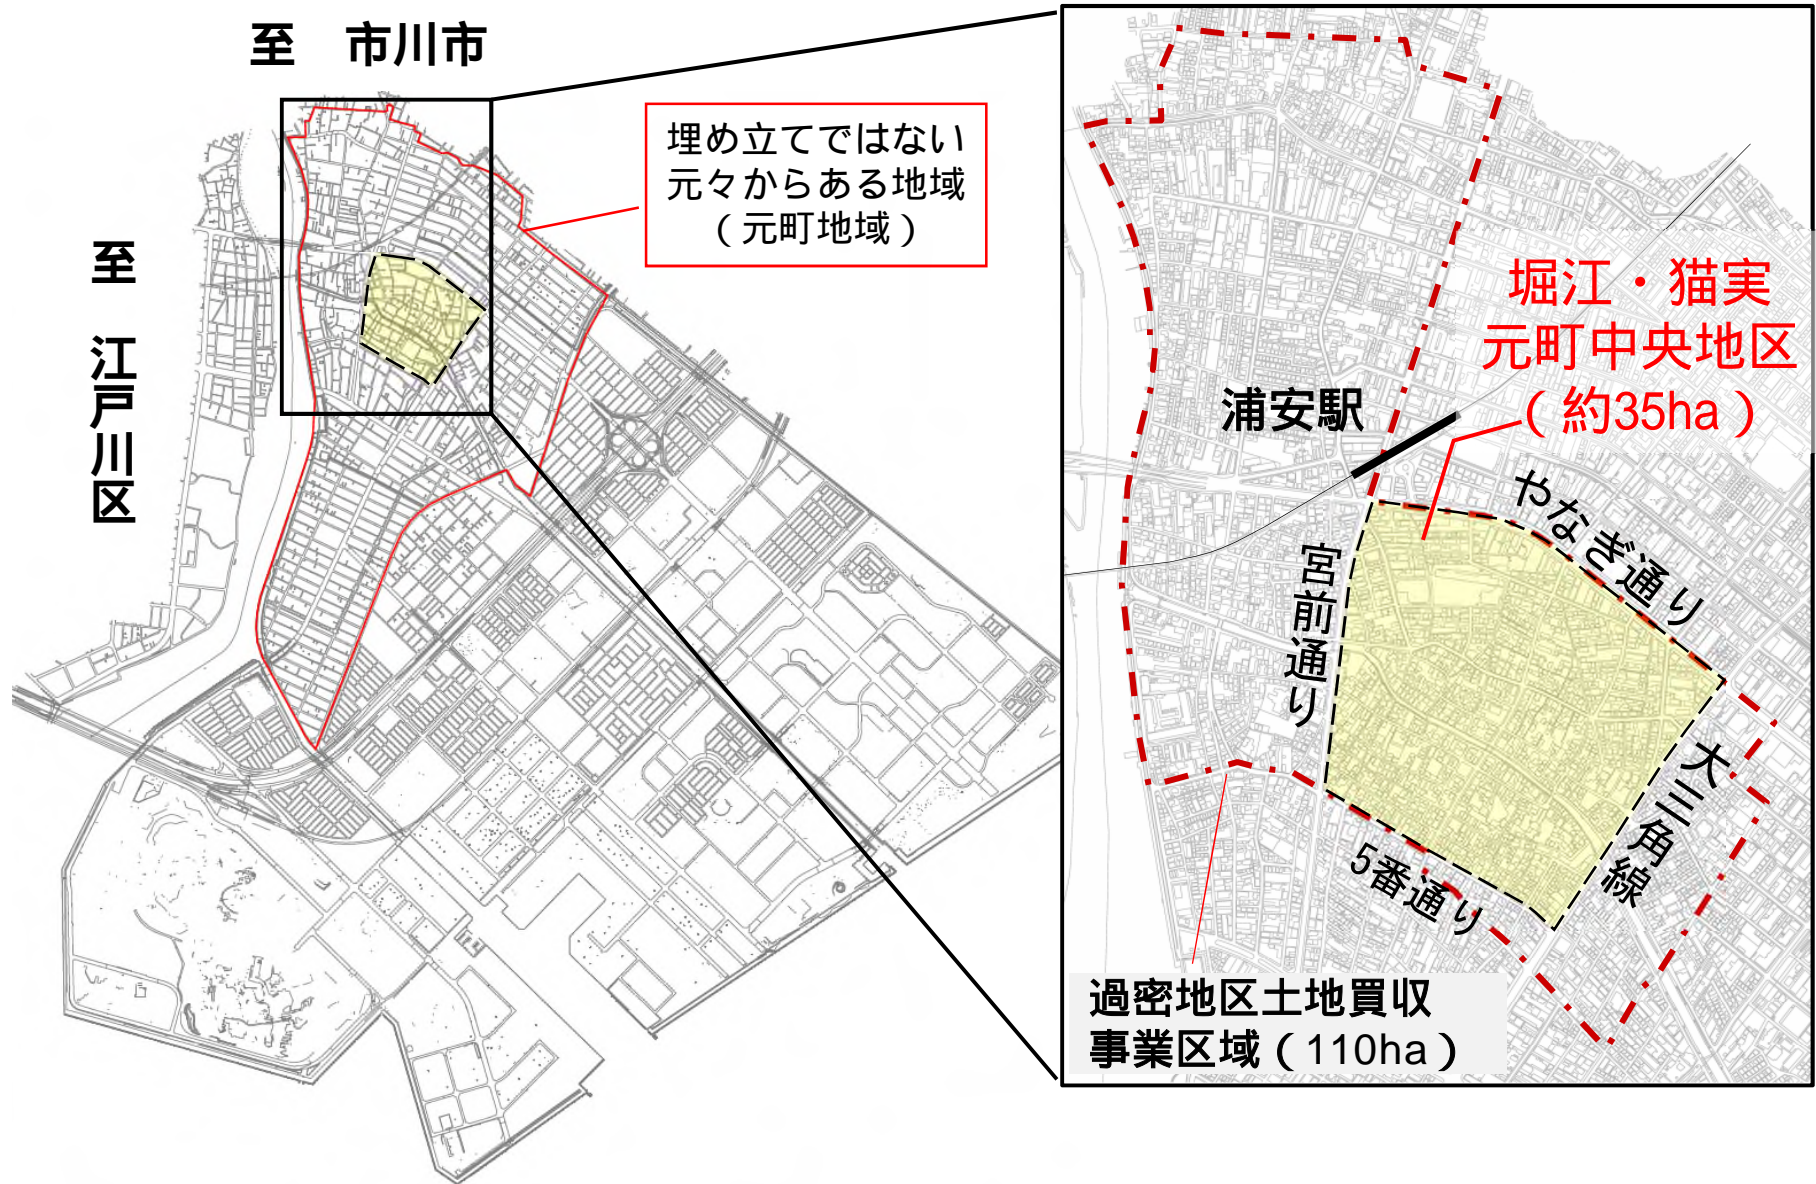 至 市川市
埋め立てではない
元々からある地域
（元町地域）
至 江戸川区
堀江・猫実
元町中央地区
（約35ha）
浦安駅
やなぎ通り
宮前通り
大三角線
5番通り
過密地区土地買収
事業区域（110ha）